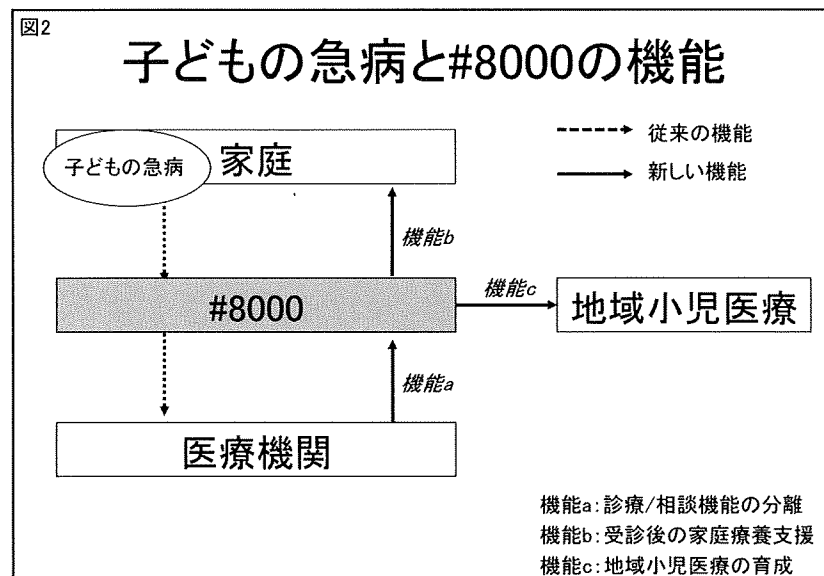 図2
子どもの急病と#8000の機能
子どもの急病
家庭
従来の機能
新しい機能
機能b
#8000
機能c
地域小児医療
機能a
医療機関
機能a:診療/相談機能の分離
機能b:受診後の家庭療養支援
機能c:地域小児医療の育成